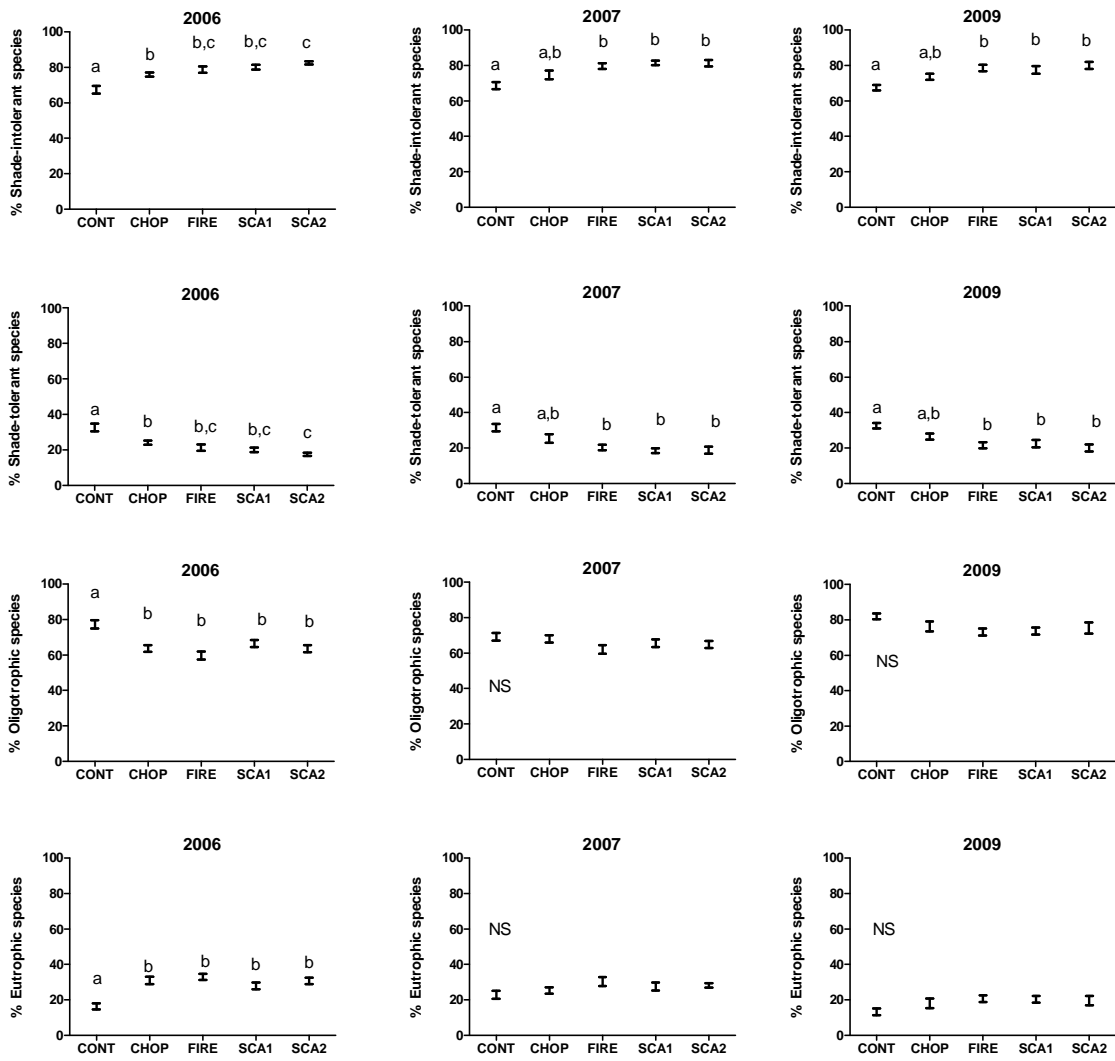 2006
% Shade-intolerant species
100
80
60
40
20
0
a
b
b,c
b,c
c
CONT CHOP FIRE SCA1 SCA2
2007
% Shade-intolerant species
100
80
60
40
20
0
a
a,b
b
b
b
CONT CHOP FIRE SCA1 SCA2
2009
% Shade-intolerant species
100
80
60
40
20
0
a
a,b
b
b
b
CONT CHOP FIRE SCA1 SCA2
2006
% Shade-tolerant species
100
80
60
40
20
0
a
b
b,c
b,c
c
CONT CHOP FIRE SCA1 SCA2
2007
% Shade-tolerant species
100
80
60
40
20
0
a
a,b
b
b
b
CONT CHOP FIRE SCA1 SCA2
2009
% Shade-tolerant species
100
80
60
40
20
0
a
a,b
b
b
b
CONT CHOP FIRE SCA1 SCA2
2006
% Oligotrophic species
100
80
60
40
20
0
a
b
b
b
b
CONT CHOP FIRE SCA1 SCA2
2007
% Oligotrophic species
100
80
60
40
20
0
NS
CONT CHOP FIRE SCA1 SCA2
2009
% Oligotrophic species
100
80
60
40
20
0
NS
CONT CHOP FIRE SCA1 SCA2
2006
% Eutrophic species
100
80
60
40
20
0
a
b
b
b
b
CONT CHOP FIRE SCA1 SCA2
2007
% Eutrophic species
100
80
60
40
20
0
NS
CONT CHOP FIRE SCA1 SCA2
2009
% Eutrophic species
100
80
60
40
20
0
NS
CONT CHOP FIRE SCA1 SCA2